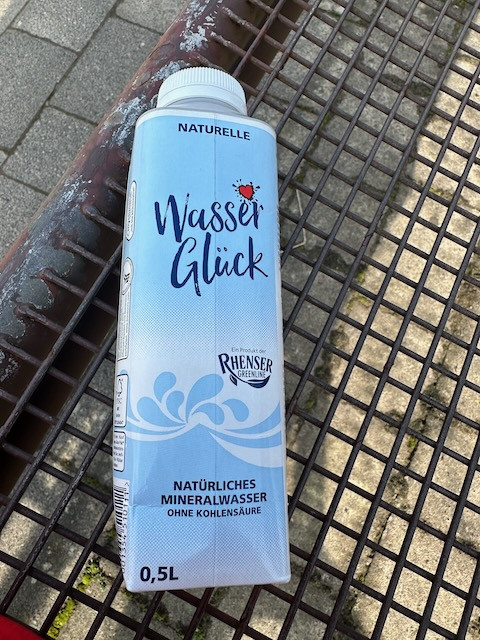 NATURELLE
Wasser
Glück
Ein Produkt der
RHENSER
GREENLINE
NATÜRLICHES
MINERALWASSER
OHNE KOHLENSÄURE
0,5L